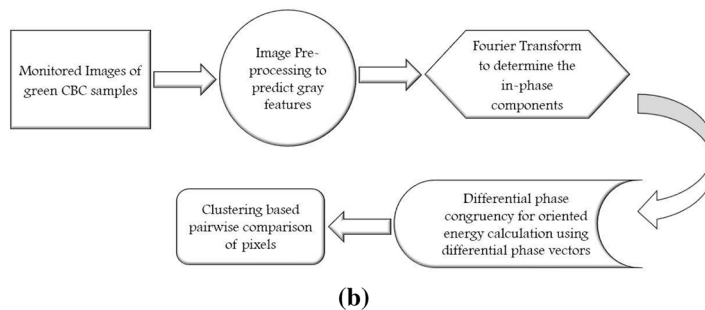 Monitored Images of
green CBC samples
Image Pre-
processing to
predict gray
features
Fourier Transform
to determine the
in-phase
components
Differential phase
congruency for oriented
energy calculation using
differential phase vectors
Clustering based
pairwise comparison
of pixels
(b)